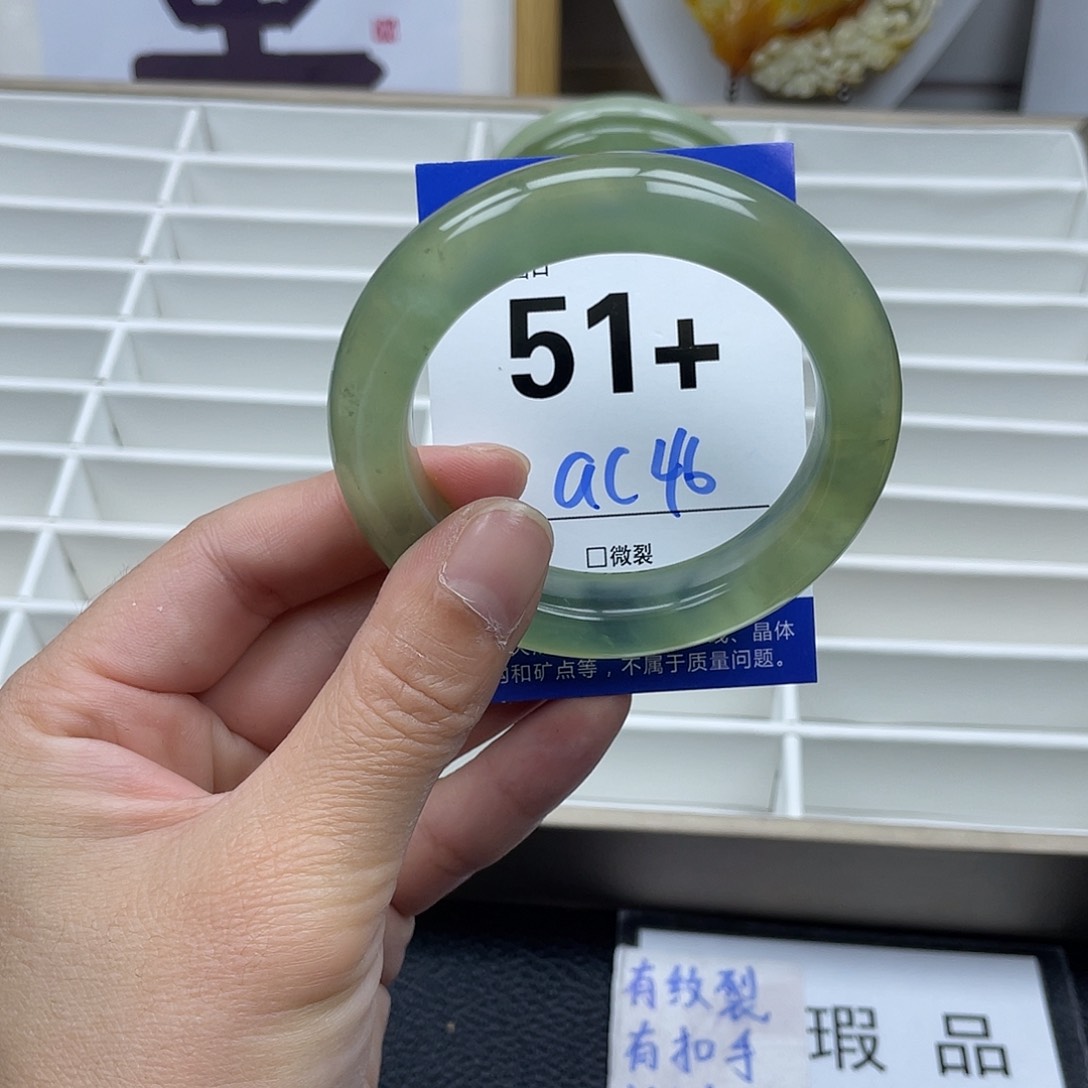 51+
ac46
□微裂
、晶体
和矿点等，不属于质量问题。
有纹裂
有扣手
瑕品